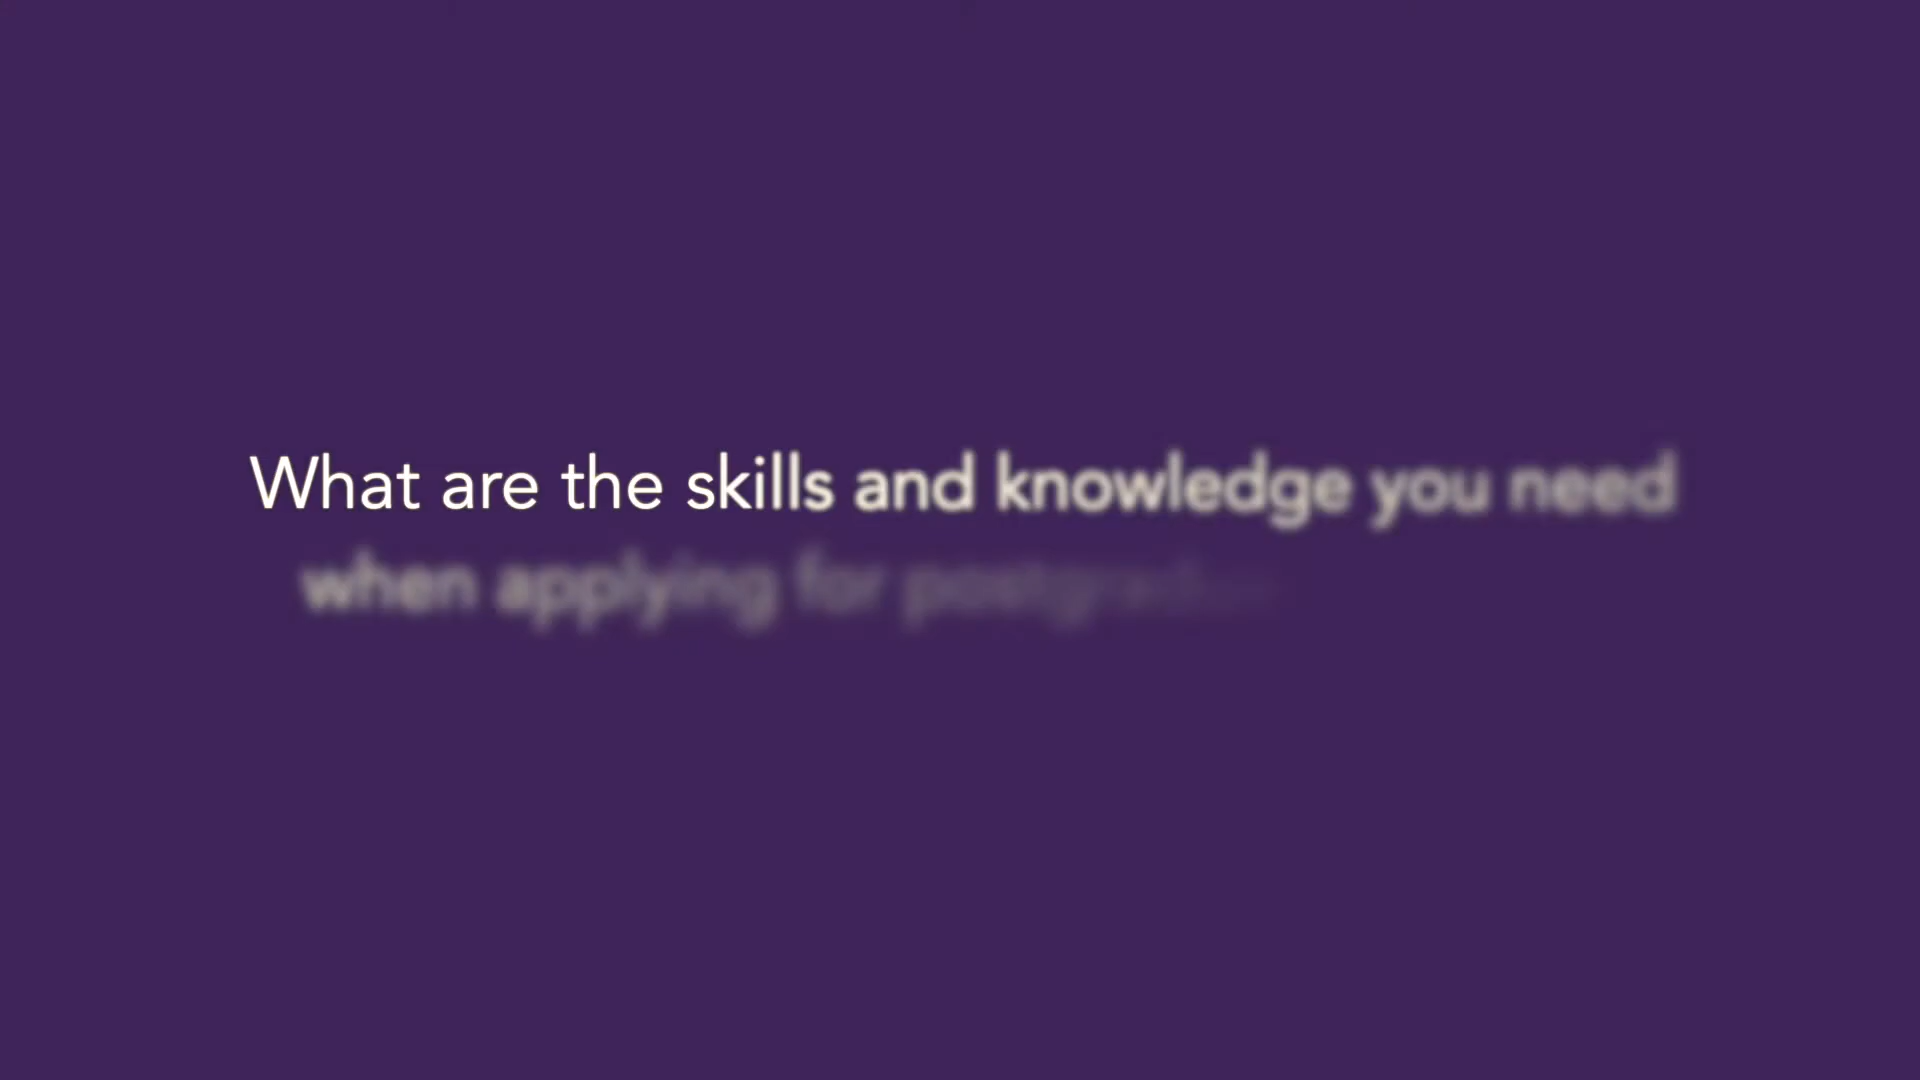 What are the skills and knowledge you need
when applying for